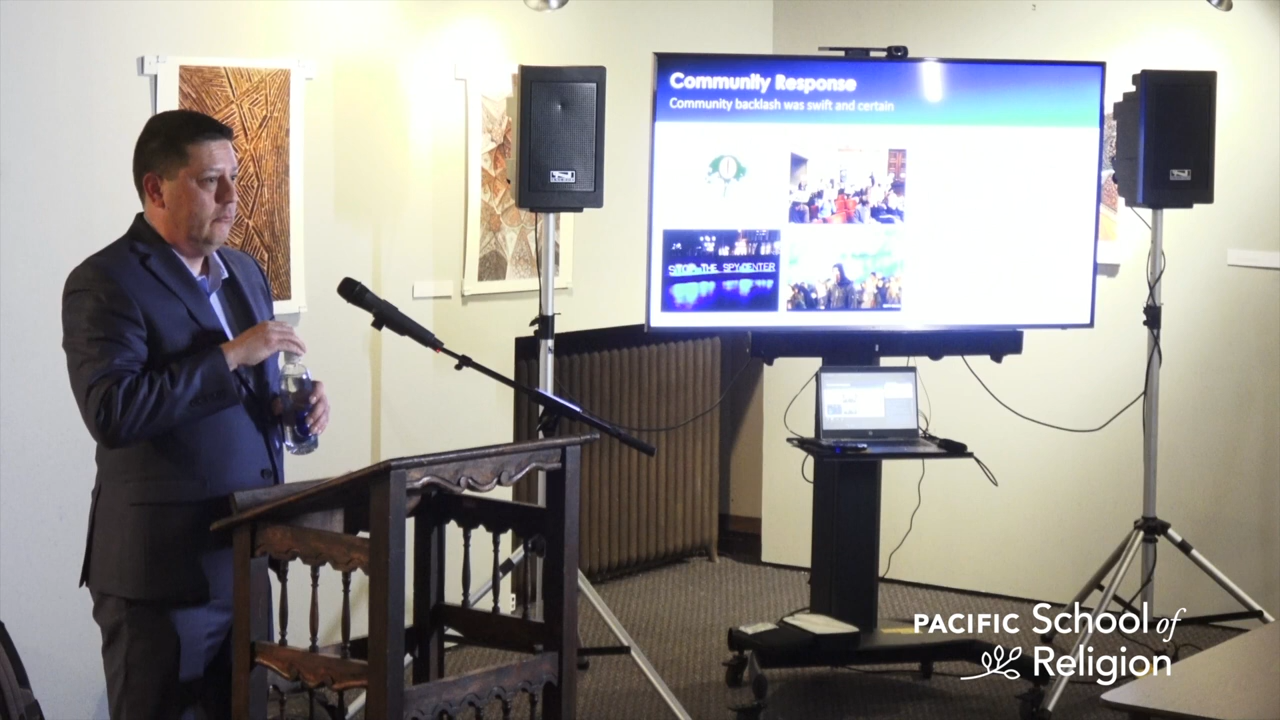 Community Response
Community backlash was swift and certain
STOP THE SPY CENTER
PACIFIC School of
Religion